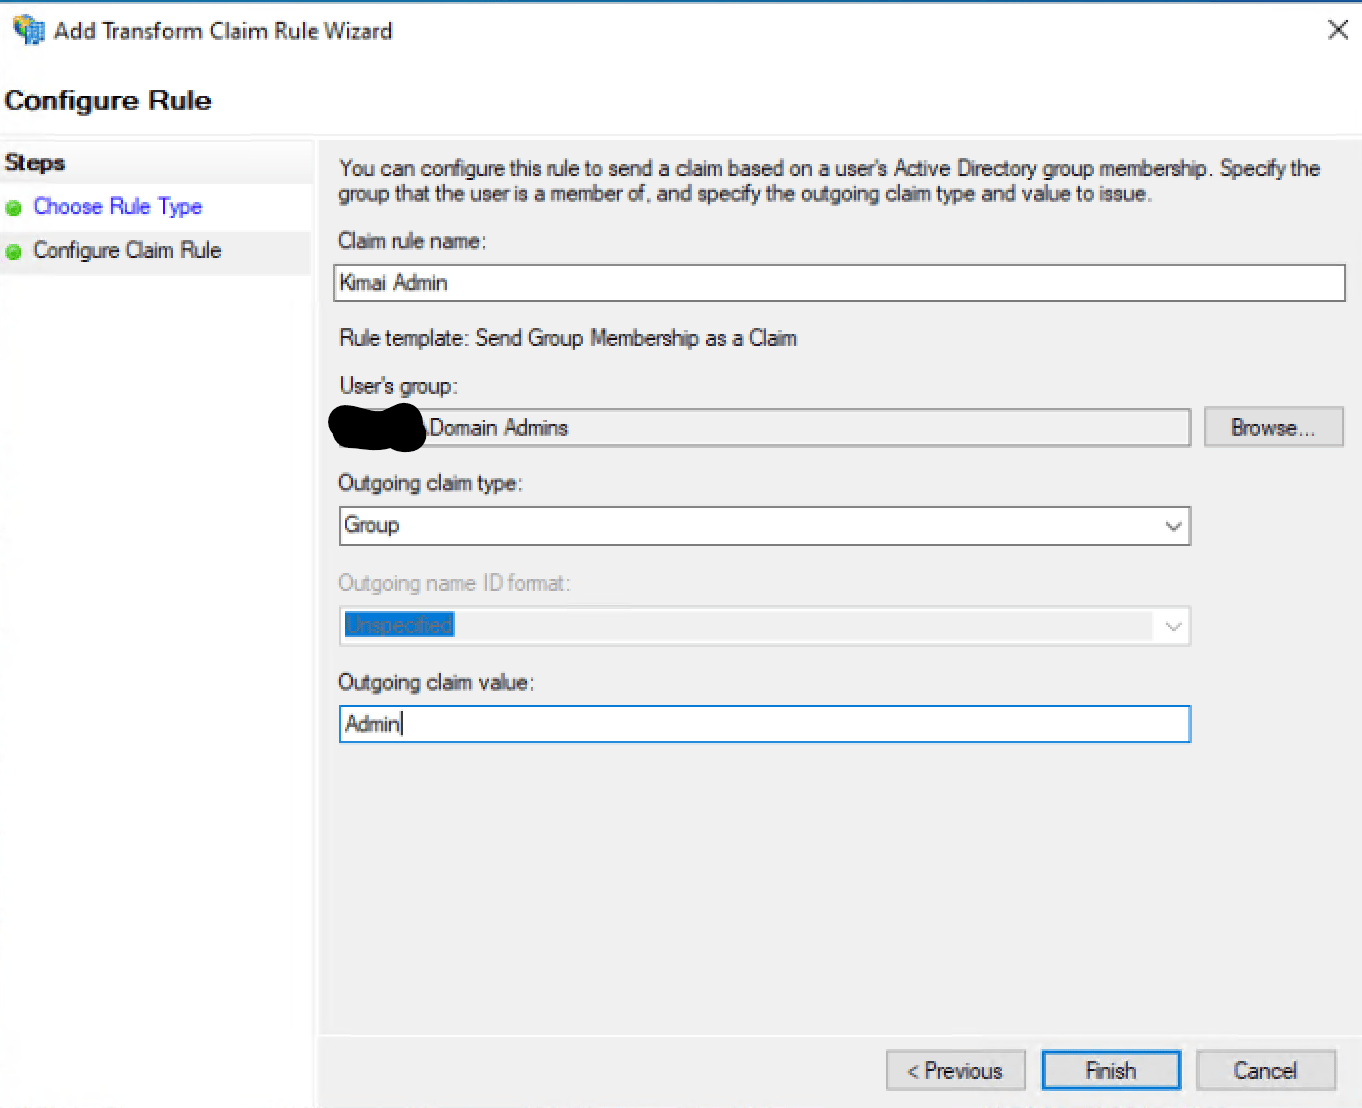 Add Transform Claim Rule Wizard
Configure Rule
Steps
Choose Rule Type
Configure Claim Rule
You can configure this rule to send a claim based on a user's Active Directory group membership. Specify the
group that the user is a member of, and specify the outgoing claim type and value to issue.
Claim rule name:
Kimai Admin
Rule template: Send Group Membership as a Claim
User's group:
\Domain Admins
Browse...
Outgoing claim type:
Group
Outgoing name ID format:
Unspecified
Outgoing claim value:
Admin
< Previous
Finish
Cancel